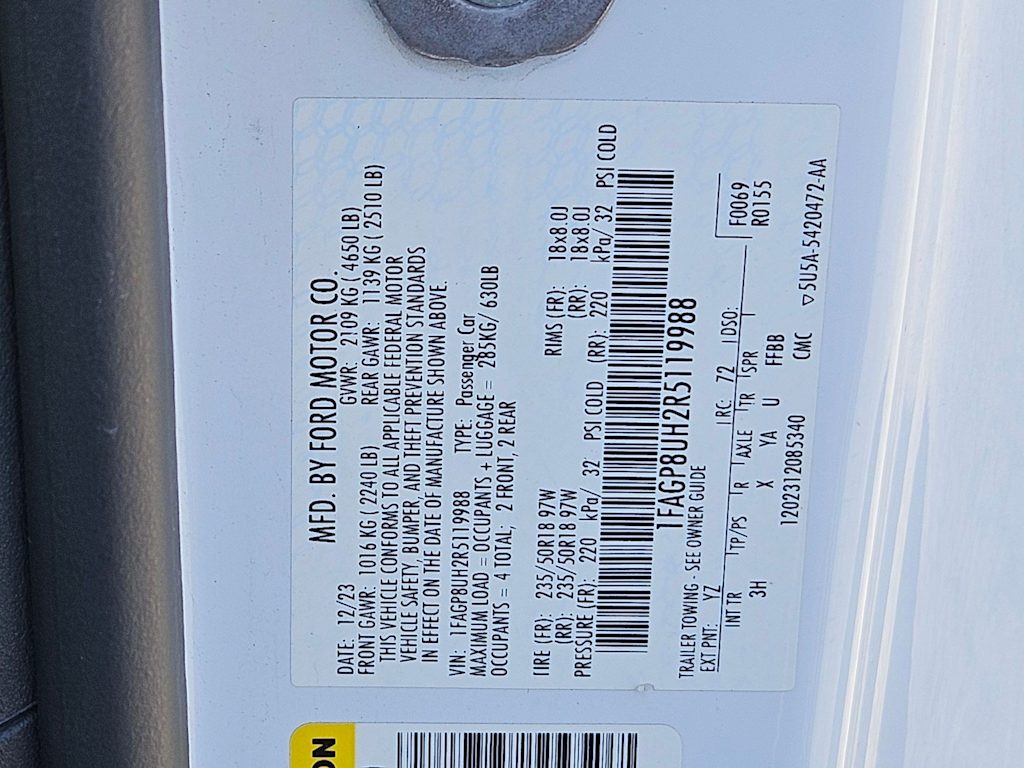 MFD. BY FORD MOTOR CO.
DATE: 12/23 GVWR: 2109 KG ( 4650 LB)
FRONT GAWR: 1016 KG ( 2240 LB) REAR GAWR: 1139 KG ( 2510 LB)
THIS VEHICLE CONFORMS TO ALL APPLICABLE FEDERAL MOTOR
VEHICLE SAFETY, BUMPER, AND THEFT PREVENTION STANDARDS
IN EFFECT ON THE DATE OF MANUFACTURE SHOWN ABOVE.
VIN: 1FAGP8UH2R5119988 TYPE: Passenger Car
MAXIMUM LOAD = OCCUPANTS + LUGGAGE = 285KG/ 630LB
OCCUPANTS = 4 TOTAL; 2 FRONT, 2 REAR
TIRE (FR): 235/50R18 97W RIMS (FR): 18x8.0J
(RR): 235/50R18 97W (RR): 18x8.0J
PRESSURE (FR): 220 kPa/ 32 PSI COLD (RR): 220 kPa/ 32 PSI COLD
1FAGP8UH2R5119988
TRAILER TOWING - SEE OWNER GUIDE
EXT PNT: YZ RC: 72 DSO: F0069
INT TR TP/PS R AXLE TR SPR R0155
3H X YA U FFBB
1202312085340 CMC ▽5U5A-5420472-AA
ON